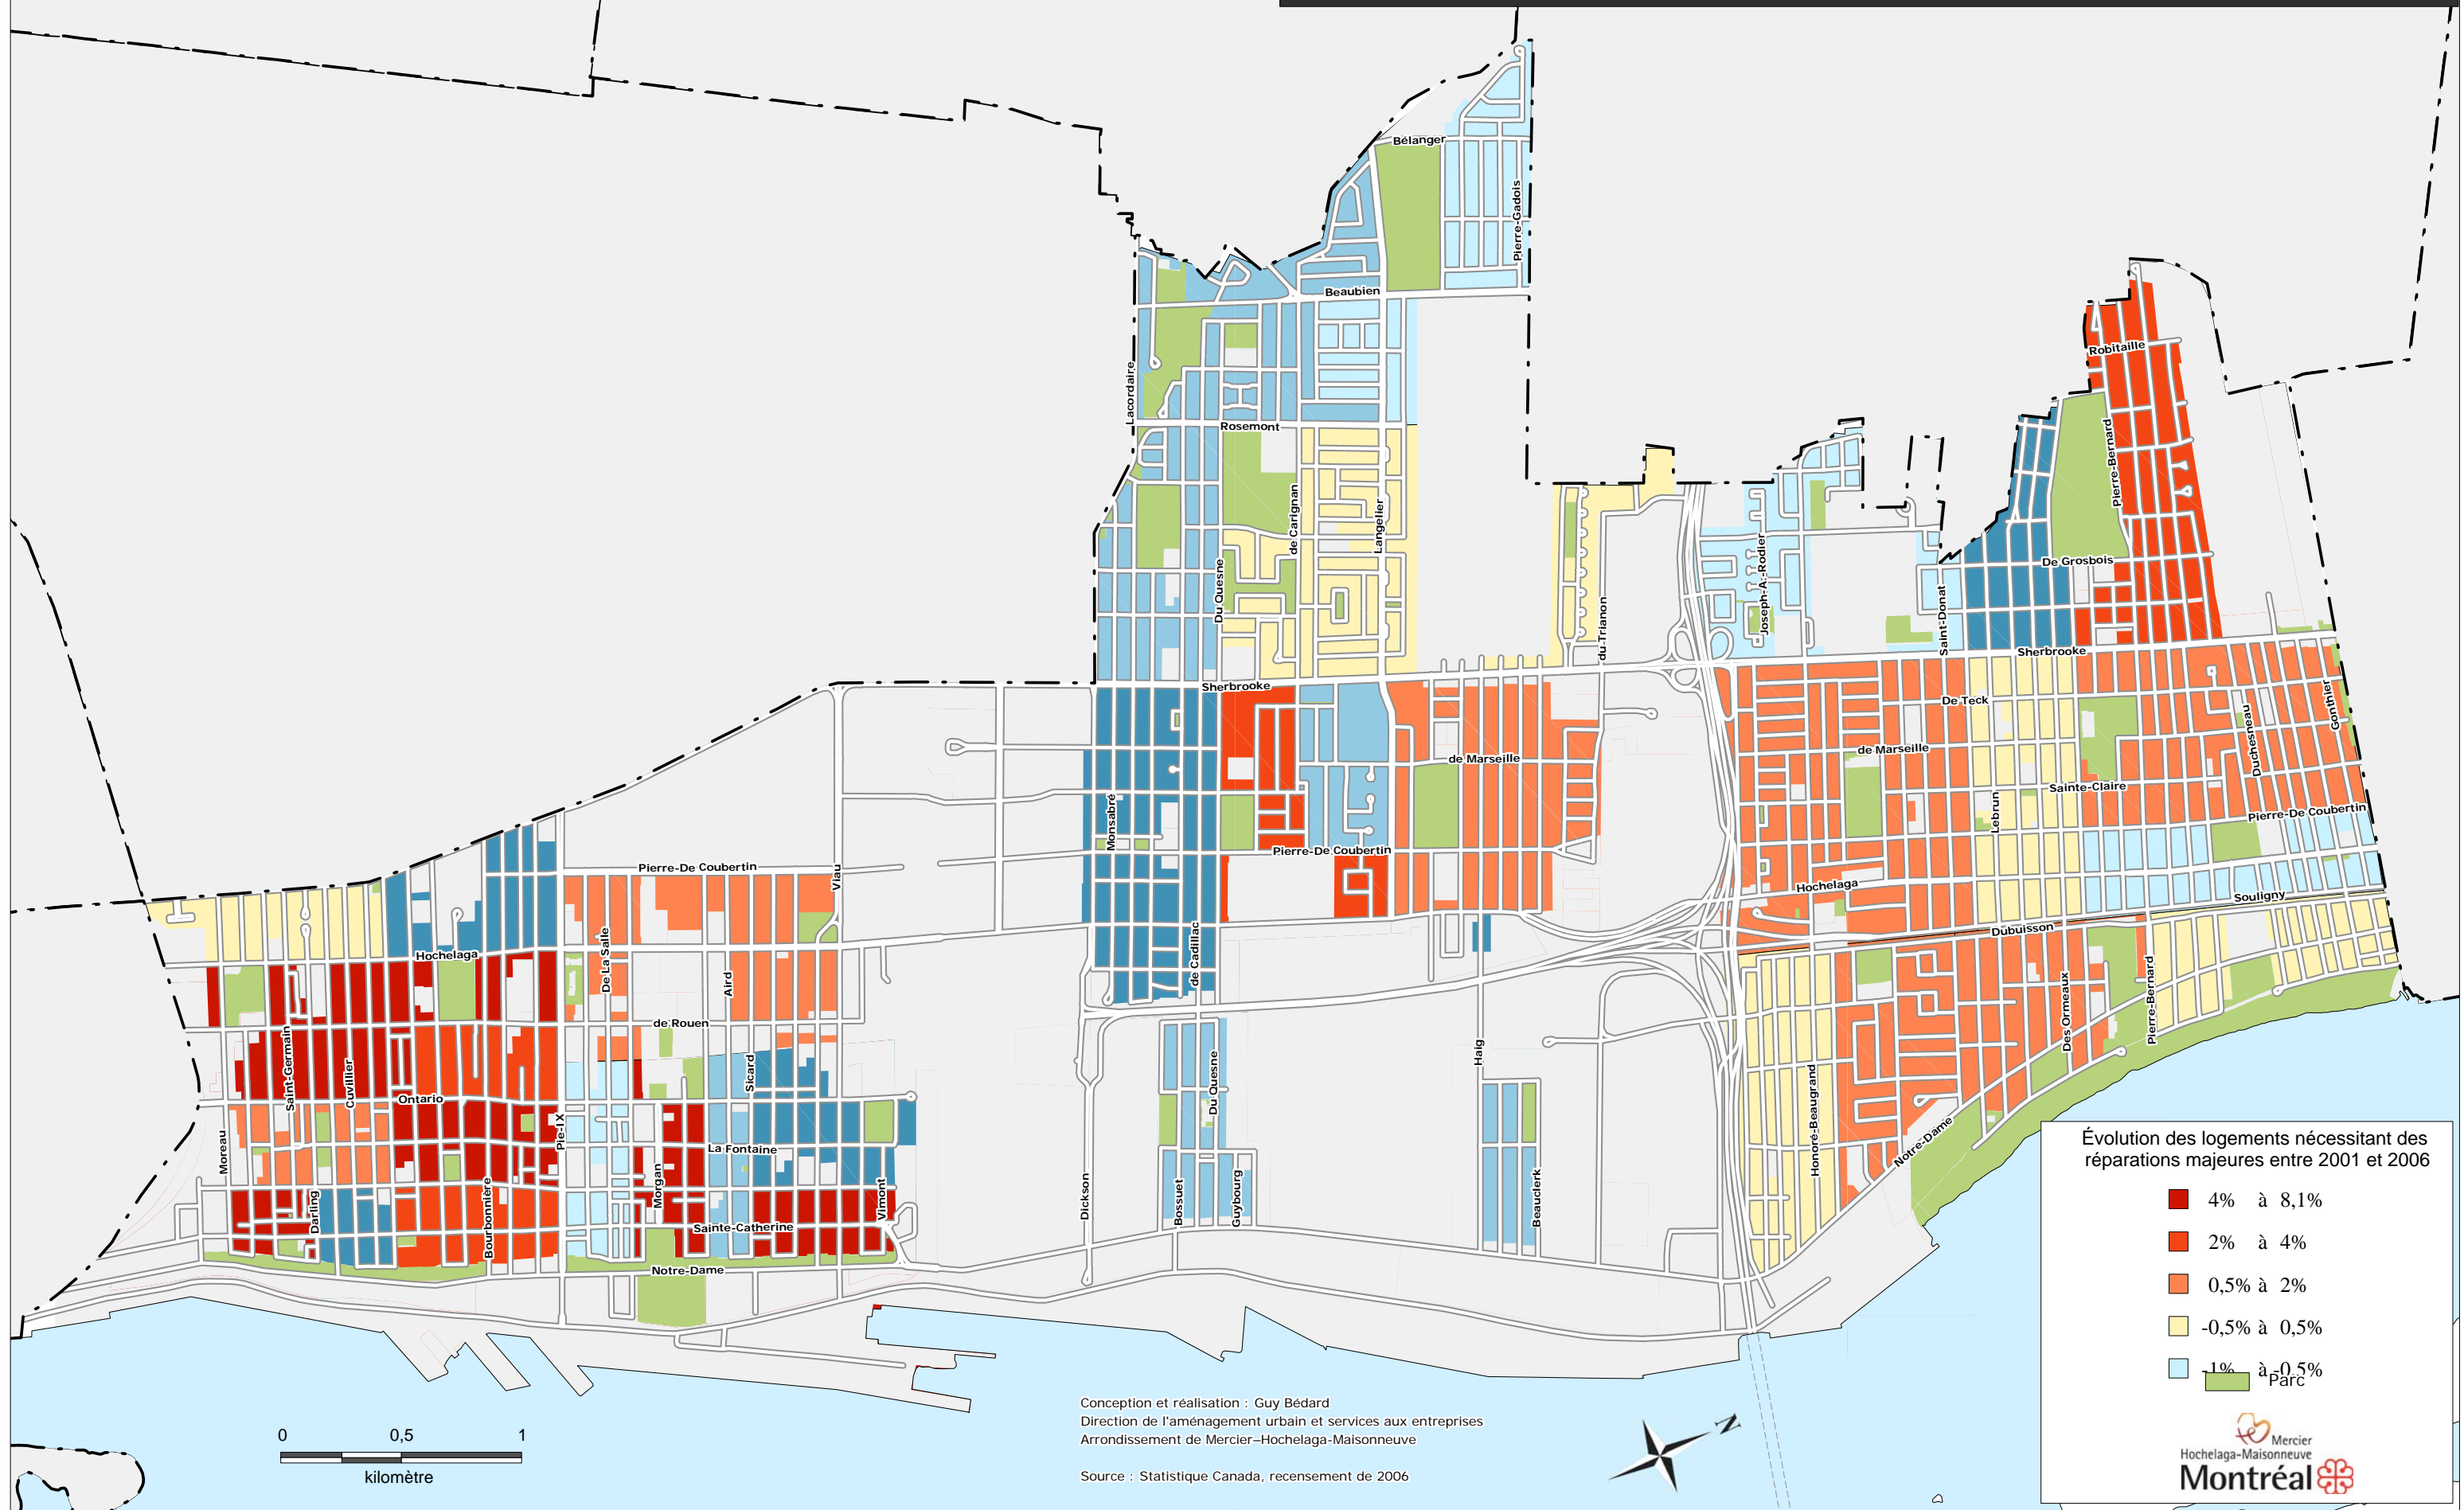 Bélanger
Pierre-Gadois
Beaubien
Robitaille
Lacordaire
Rosemont
Pierre-Bernard
de Carignan
Langelier
Du Quesne
Joseph-A.-Rodier
De Grosbois
du Trianon
Saint-Donat
Sherbrooke
Sherbrooke
De Teck
Gonthier
Duchesneau
de Marseille
de Marseille
Sainte-Claire
Monsabré
Lebrun
Pierre-De Coubertin
Pierre-De Coubertin
Pierre-De Coubertin
Viau
Hochelaga
Souligny
Dubuisson
Hochelaga
De La Salle
Aird
de Cadillac
Pierre-Bernard
Des Ormeaux
de Rouen
Saint-Germain
Cuvillier
Sicard
Du Quesne
Haig
Honoré-Beaugrand
Ontario
Pie-IX
Moreau
La Fontaine
Notre-Dame
Darling
Bourbonnière
Morgan
Vimont
Dickson
Bossuet
Guybourg
Beauclerk
Sainte-Catherine
Notre-Dame
Évolution des logements nécessitant des
réparations majeures entre 2001 et 2006
4% à 8,1%
2% à 4%
0,5% à 2%
-0,5% à 0,5%
-1% à -0,5%
Parc
Conception et réalisation : Guy Bédard
Direction de l'aménagement urbain et services aux entreprises
Arrondissement de Mercier–Hochelaga-Maisonneuve
Source : Statistique Canada, recensement de 2006
0 0,5 1
kilomètre
N
Mercier
Hochelaga-Maisonneuve
Montréal